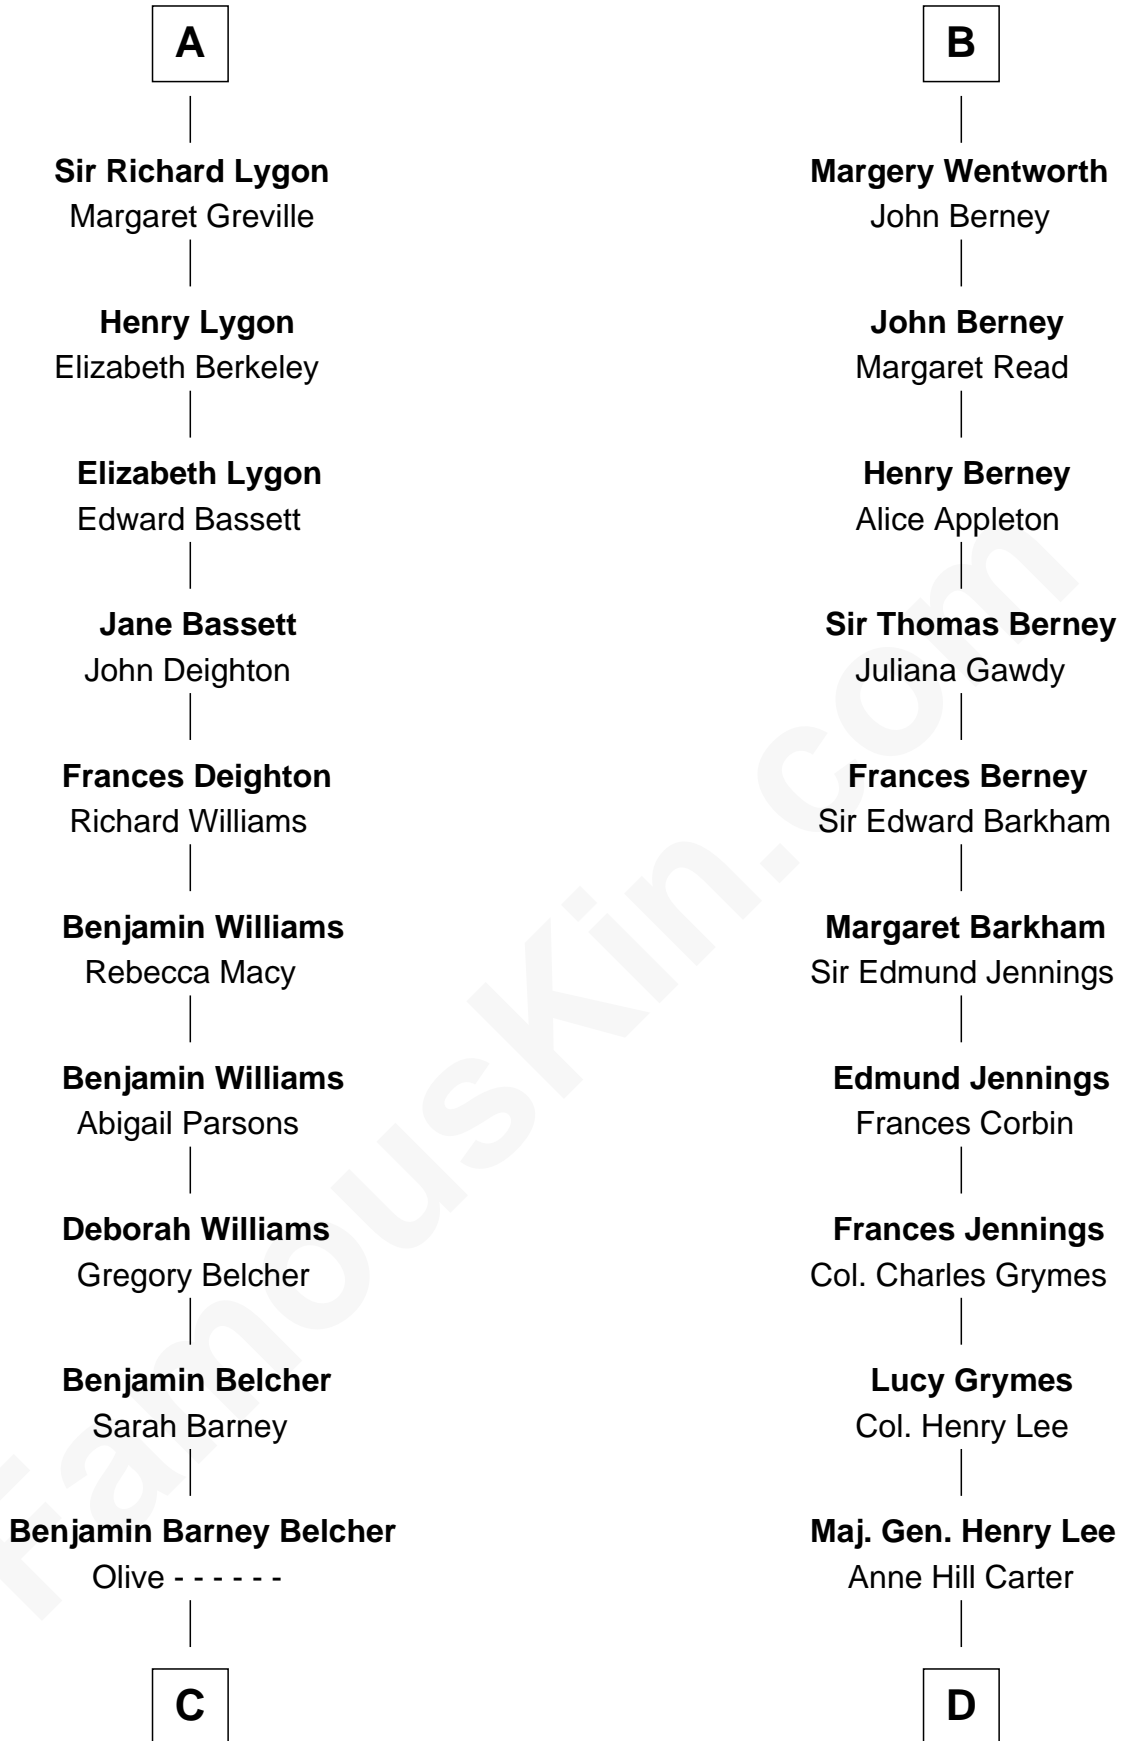 A
Sir Richard Lygon
Margaret Greville
Henry Lygon
Elizabeth Berkeley
Elizabeth Lygon
Edward Bassett
Jane Bassett
John Deighton
Frances Deighton
Richard Williams
Benjamin Williams
Rebecca Macy
Benjamin Williams
Abigail Parsons
Deborah Williams
Gregory Belcher
Benjamin Belcher
Sarah Barney
Benjamin Barney Belcher
Olive - - - - - -
C
B
Margery Wentworth
John Berney
John Berney
Margaret Read
Henry Berney
Alice Appleton
Sir Thomas Berney
Juliana Gawdy
Frances Berney
Sir Edward Barkham
Margaret Barkham
Sir Edmund Jennings
Edmund Jennings
Frances Corbin
Frances Jennings
Col. Charles Grymes
Lucy Grymes
Col. Henry Lee
Maj. Gen. Henry Lee
Anne Hill Carter
D
FamousKin.com